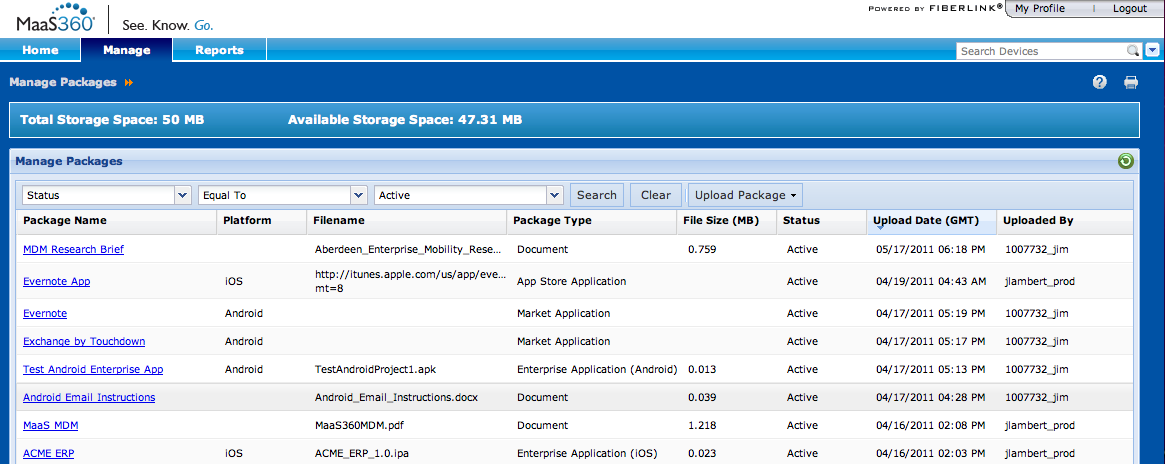 MaaS360 See. Know. Go.
POWERED BY FIBERLINK® My Profile | Logout
Home Manage Reports Search Devices
Manage Packages
Total Storage Space: 50 MB Available Storage Space: 47.31 MB
Manage Packages
Status Equal To Active Search Clear Upload Package
Package Name Platform Filename Package Type File Size (MB) Status Upload Date (GMT) Uploaded By
MDM Research Brief Aberdeen_Enterprise_Mobility_Rese... Document 0.759 Active 05/17/2011 06:18 PM 1007732_jim
Evernote App iOS http://itunes.apple.com/us/app/eve... mt=8 App Store Application Active 04/19/2011 04:43 AM jlambert_prod
Evernote Android Market Application Active 04/17/2011 05:19 PM 1007732_jim
Exchange by Touchdown Android Market Application Active 04/17/2011 05:17 PM 1007732_jim
Test Android Enterprise App Android TestAndroidProject1.apk Enterprise Application (Android) 0.013 Active 04/17/2011 05:13 PM 1007732_jim
Android Email Instructions Android_Email_Instructions.docx Document 0.039 Active 04/17/2011 04:28 PM 1007732_jim
MaaS MDM MaaS360MDM.pdf Document 1.218 Active 04/16/2011 02:08 PM jlambert_prod
ACME ERP iOS ACME_ERP_1.0.ipa Enterprise Application (iOS) 0.023 Active 04/16/2011 02:03 PM jlambert_prod